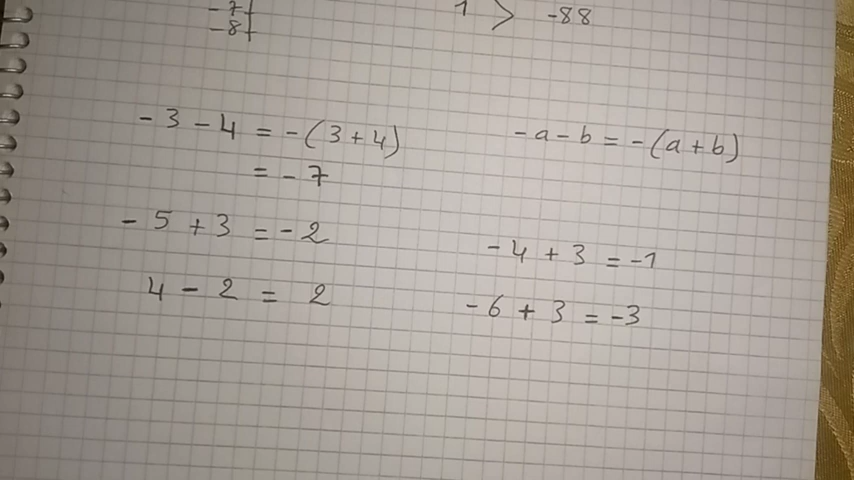 -7
-8
1 > -88
-3-4 = -(3+4)
= -7
-a-b = -(a+b)
-5+3 = -2
-4+3 = -1
4-2 = 2
-6+3 = -3